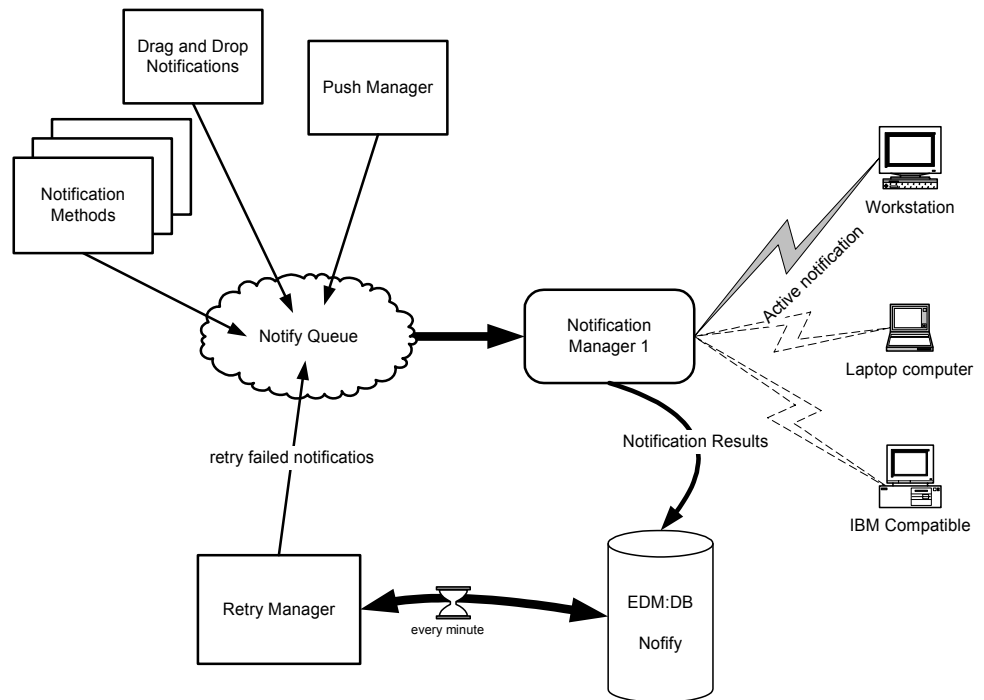 Drag and Drop
Notifications
Push Manager
Notification
Methods
Workstation
Active notification
Notify Queue
Notification
Manager 1
Laptop computer
Notification Results
retry failed notificatios
IBM Compatible
Retry Manager
every minute
EDM:DB
Nofify